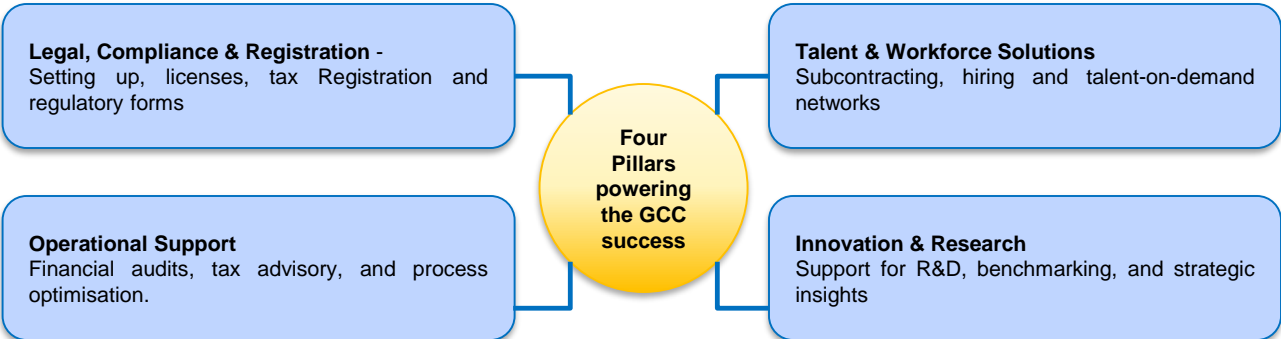 Legal, Compliance & Registration -
Setting up, licenses, tax Registration and
regulatory forms
Talent & Workforce Solutions
Subcontracting, hiring and talent-on-demand
networks
Four
Pillars
powering
the GCC
success
Operational Support
Financial audits, tax advisory, and process
optimisation.
Innovation & Research
Support for R&D, benchmarking, and strategic
insights